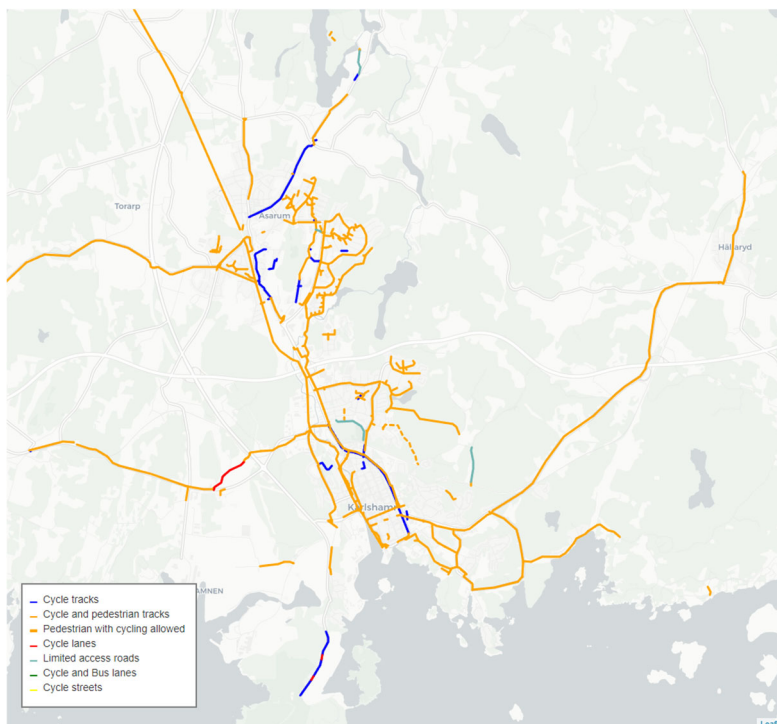 Torarp
Asarum
Hällaryd
AMNEN
Cycle tracks
Cycle and pedestrian tracks
Pedestrian with cycling allowed
Cycle lanes
Limited access roads
Cycle and Bus lanes
Cycle streets
Leaf